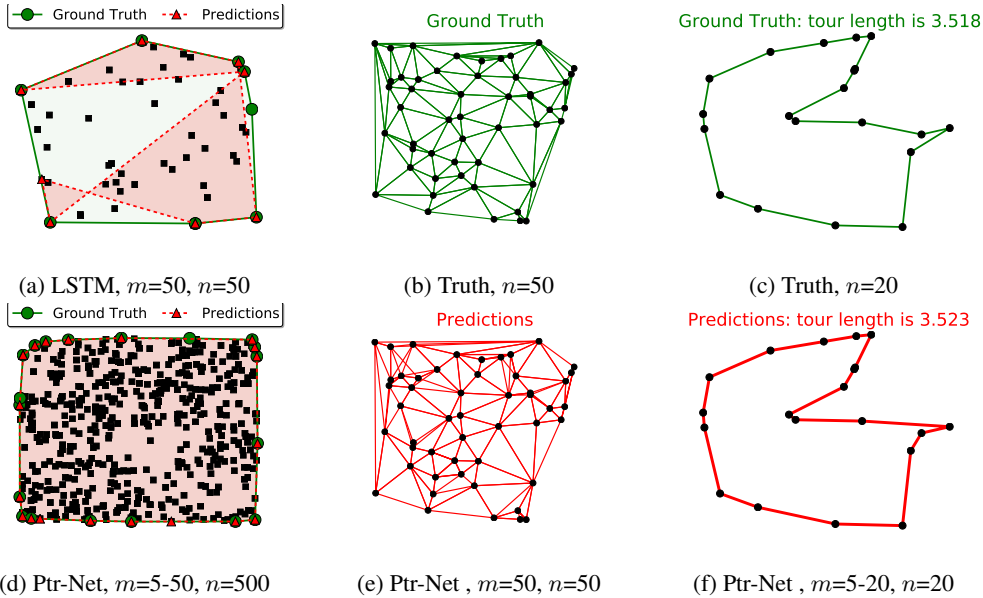 Ground Truth Predictions
Ground Truth
Ground Truth: tour length is 3.518
(a) LSTM, m=50, n=50
(b) Truth, n=50
(c) Truth, n=20
Ground Truth Predictions
Predictions
Predictions: tour length is 3.523
(d) Ptr-Net, m=5-50, n=500
(e) Ptr-Net , m=50, n=50
(f) Ptr-Net , m=5-20, n=20